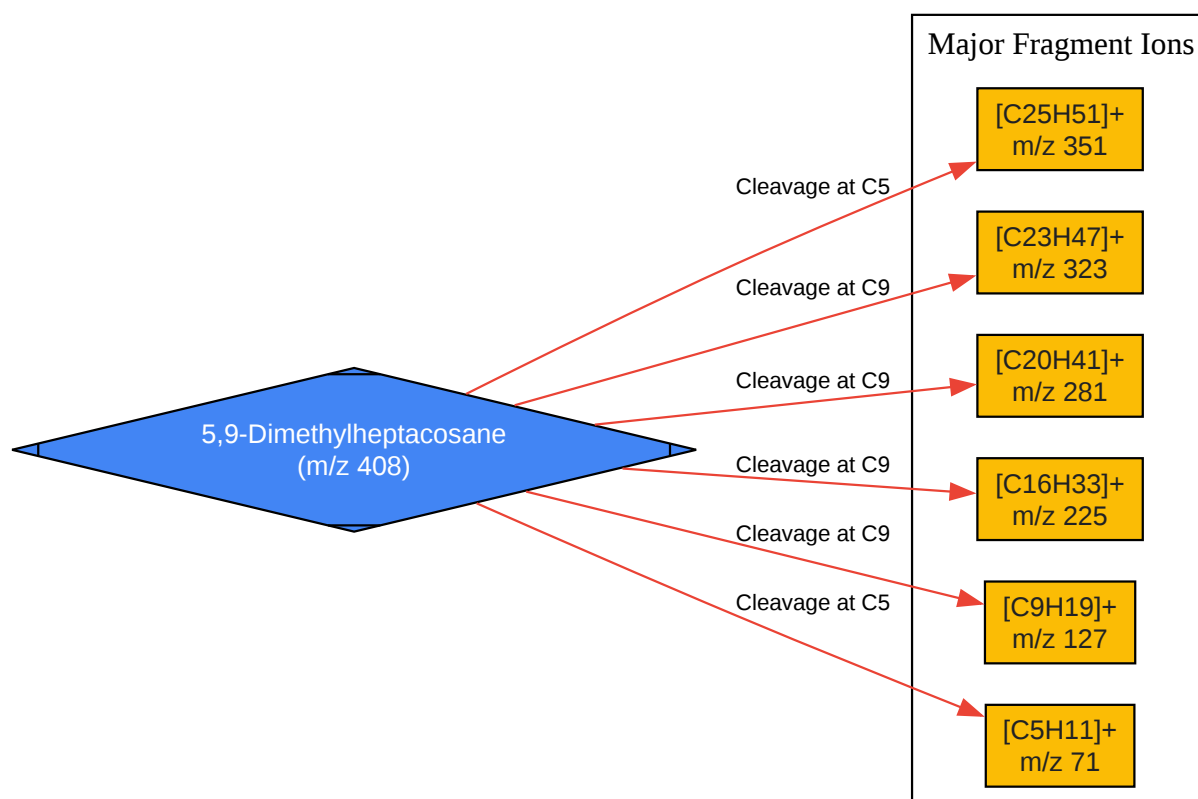 Major Fragment Ions
[C25H51]+
m/z 351
Cleavage at C5
[C23H47]+
m/z 323
Cleavage at C9
[C20H41]+
m/z 281
Cleavage at C9
5,9-Dimethylheptacosane
(m/z 408)
Cleavage at C9
[C16H33]+
m/z 225
Cleavage at C9
[C9H19]+
m/z 127
Cleavage at C5
[C5H11]+
m/z 71